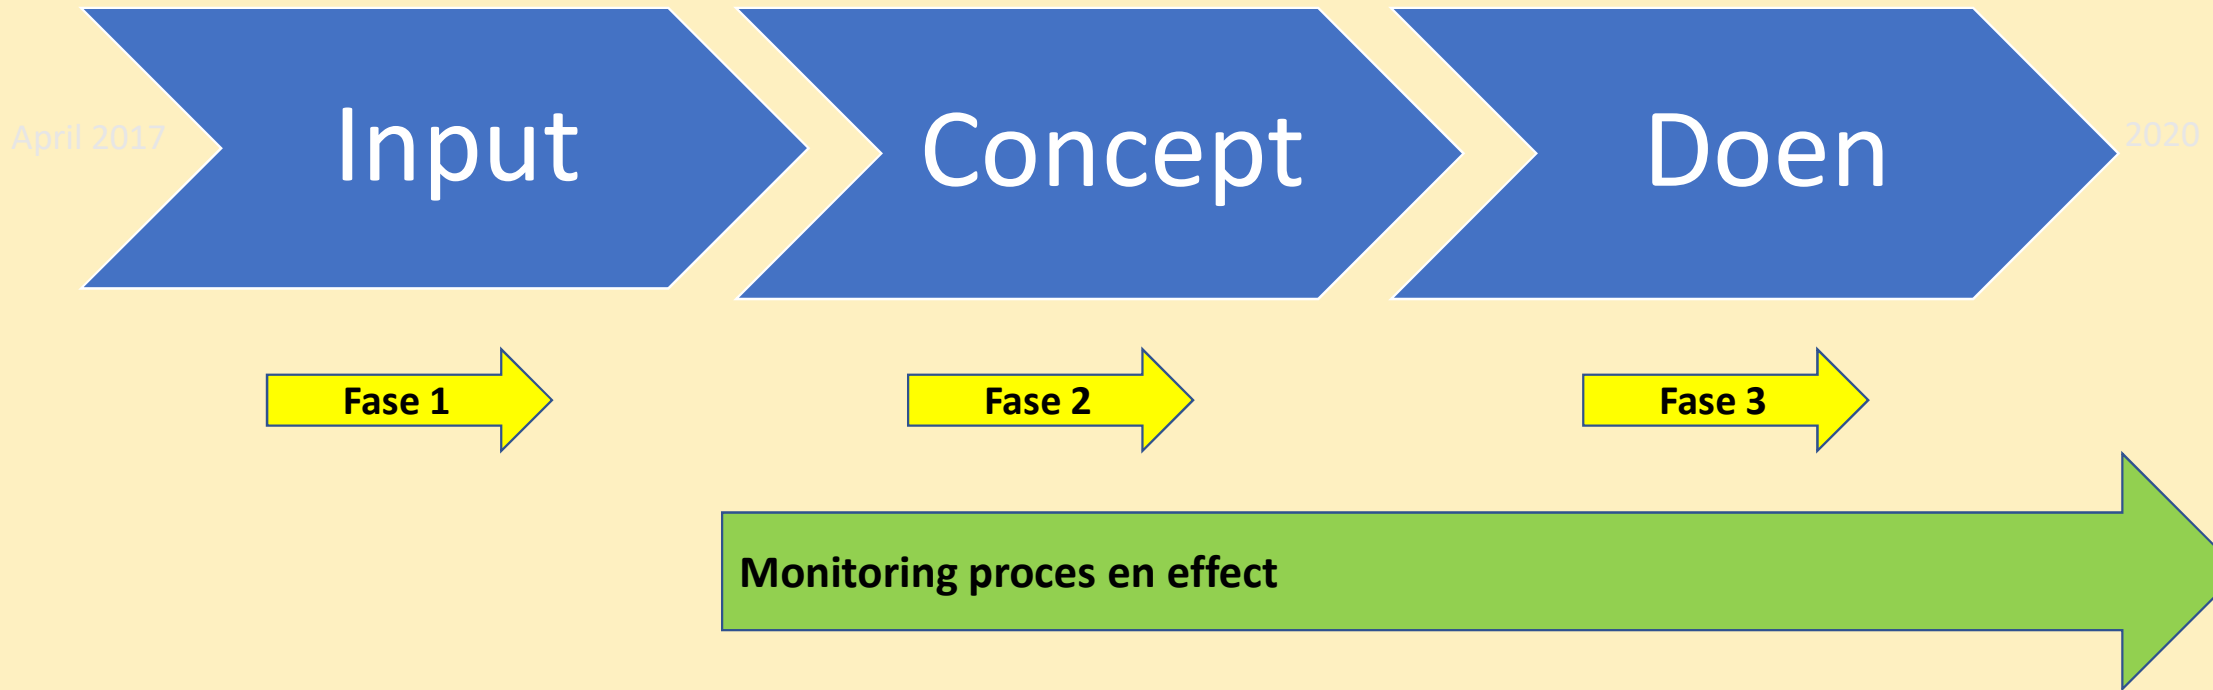 April 2017
Input
Concept
Doen
2020
Fase 1
Fase 2
Fase 3
Monitoring proces en effect